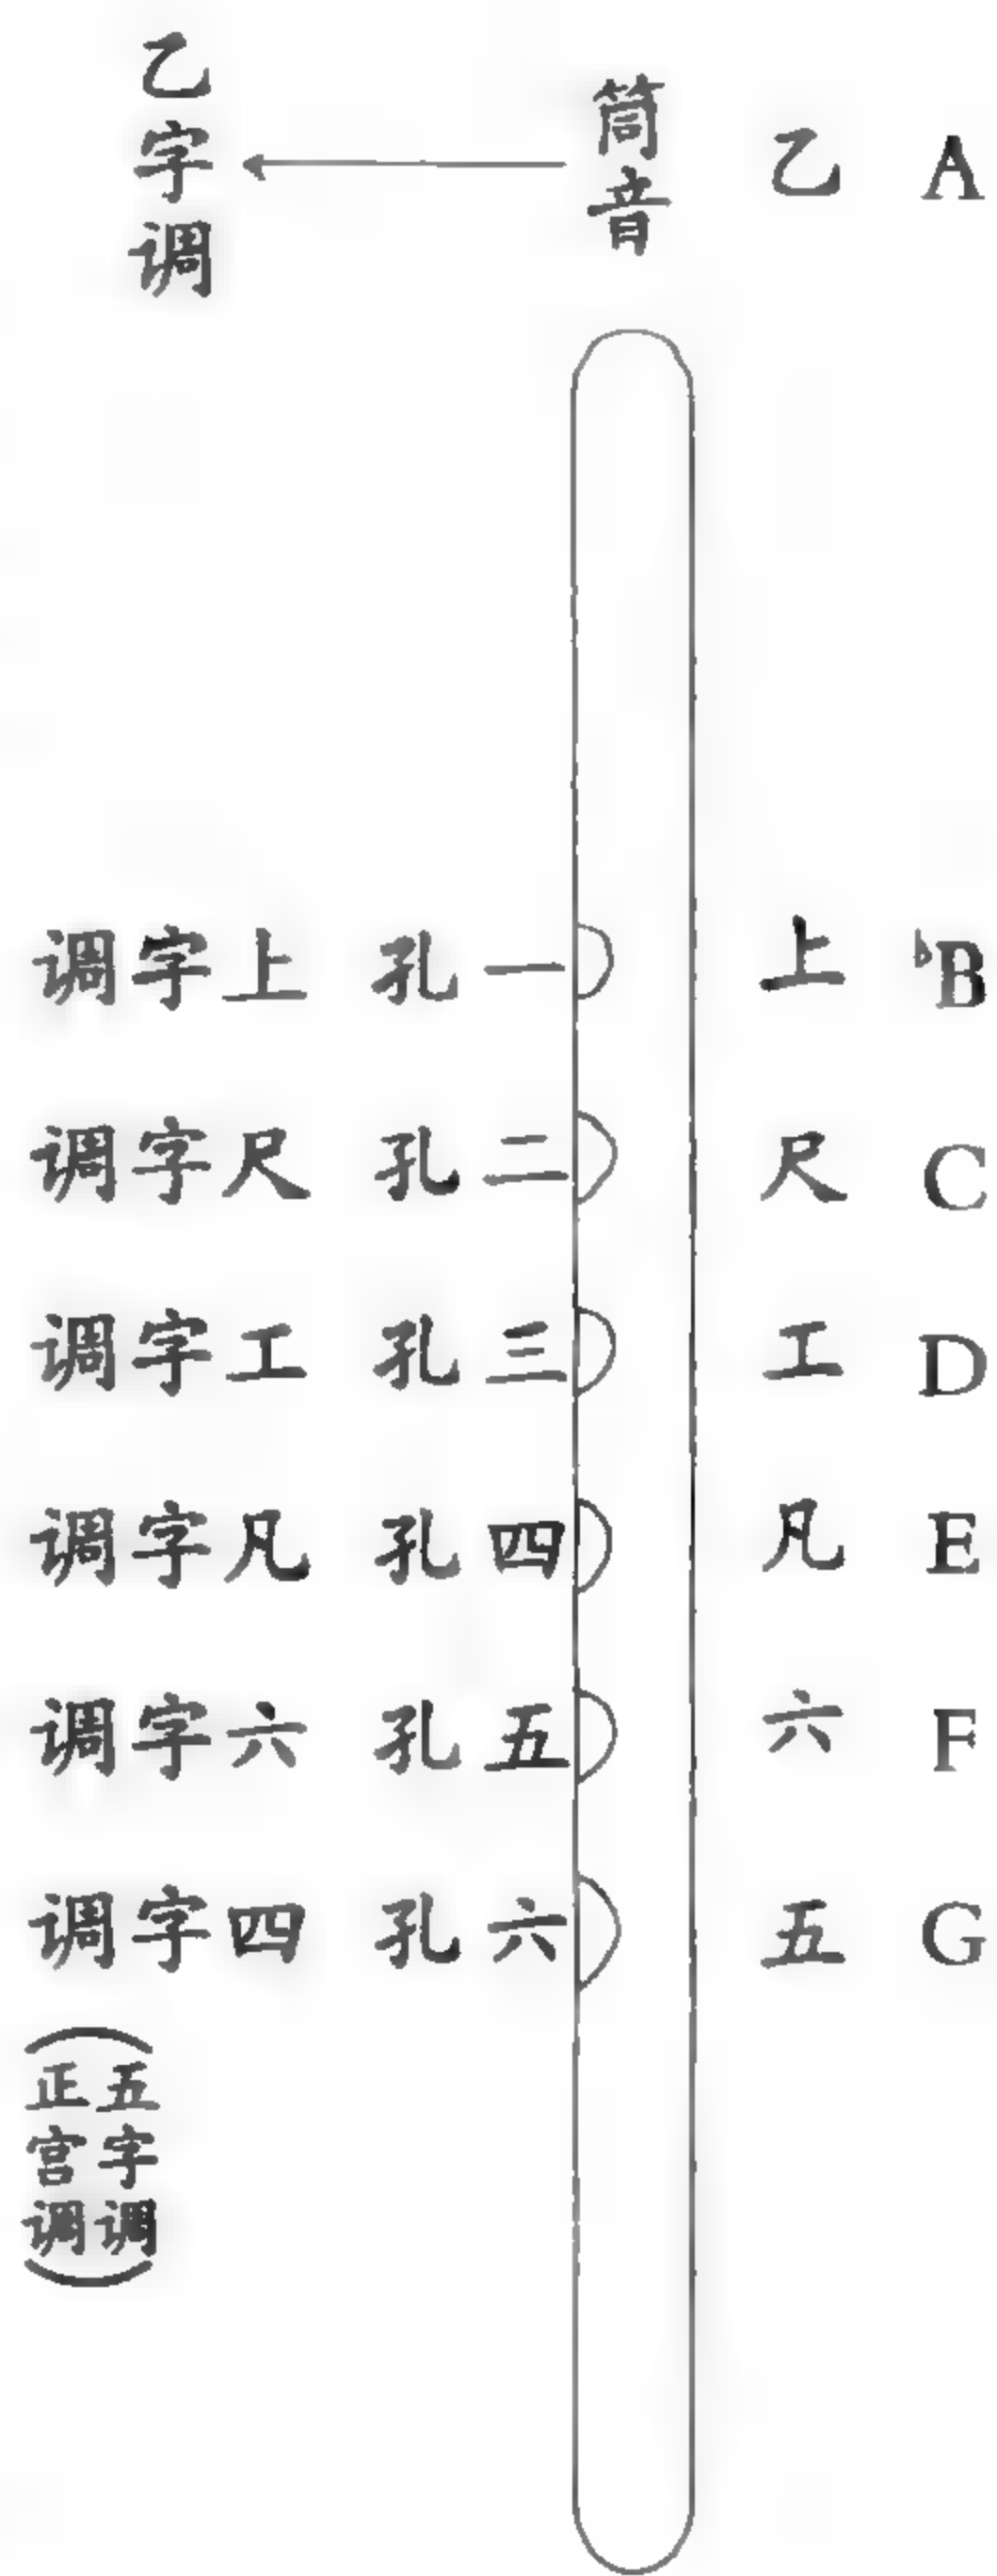 乙字调
筒音
乙
A
调字上 孔一 上 ♭B
调字尺 孔二 尺 C
调字工 孔三 工 D
调字凡 孔四 凡 E
调字六 孔五 六 F
调字四 孔六 五 G
(五字调
正宫调)